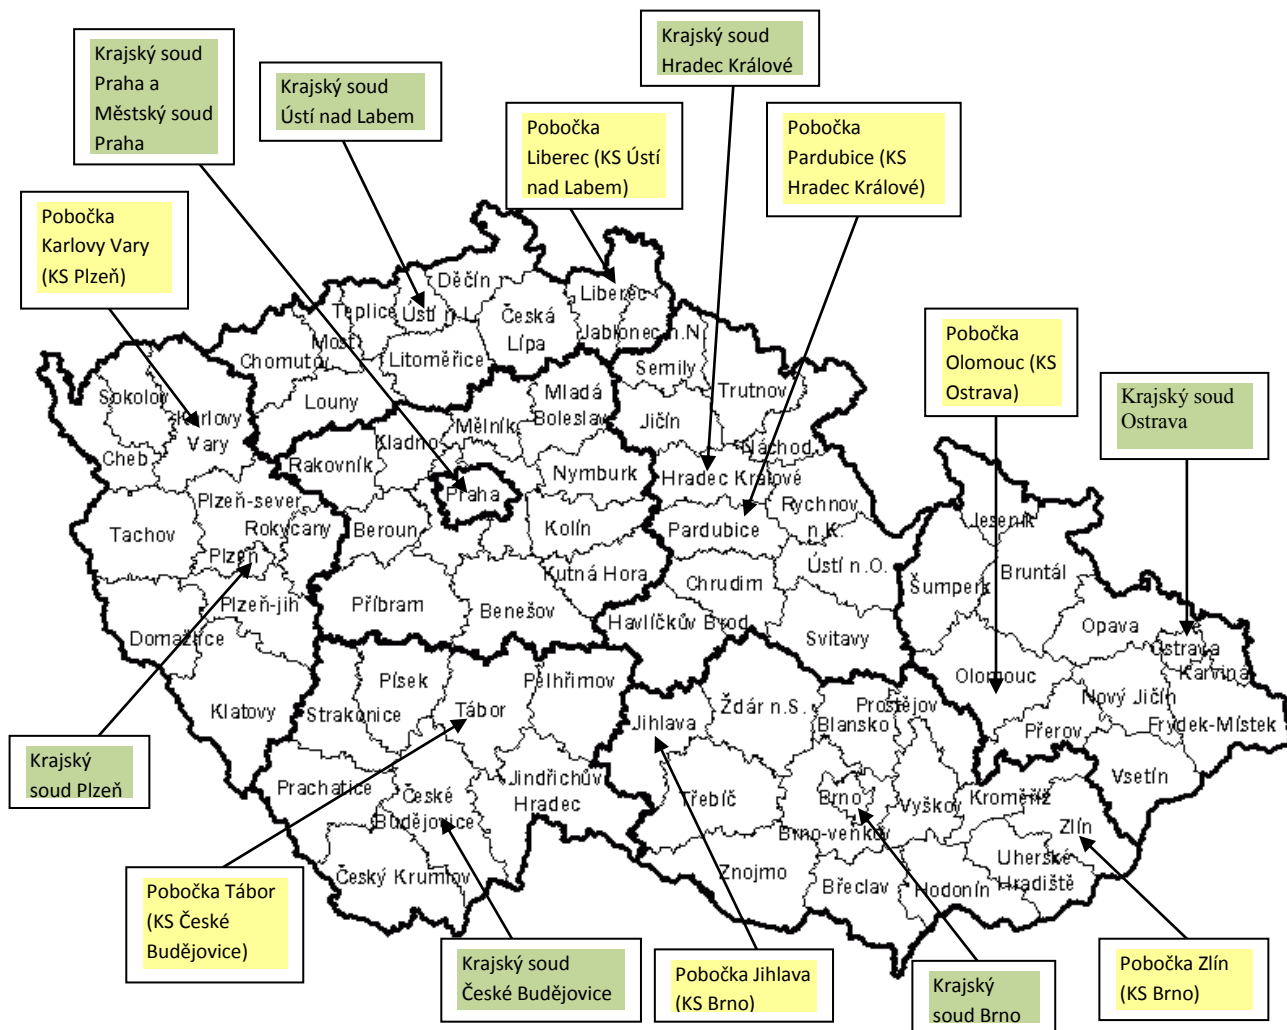 Krajský soud
Praha a
Městský soud
Praha
Krajský soud
Ústí nad Labem
Krajský soud
Hradec Králové
Pobočka
Liberec (KS Ústí
nad Labem)
Pobočka
Pardubice (KS
Hradec Králové)
Pobočka
Karlovy Vary
(KS Plzeň)
Pobočka
Olomouc (KS
Ostrava)
Krajský soud
Ostrava
Děčín
Liberec
Teplice
Ústí n.L.
Česká
Lípa
Jablonec n.N.
Most
Chomutov
Litoměřice
Semily
Trutnov
Sokolov
Louny
Mladá
Boleslav
Karlovy
Vary
Mělník
Jičín
Kladno
Náchod
Cheb
Rakovník
Nymburk
Hradec Králové
Praha
Plzeň-sever
Rychnov
n.K.
Tachov
Rokycany
Beroun
Kolín
Pardubice
Jeseník
Plzeň
Kutná Hora
Ústí n.O.
Šumperk
Bruntál
Chrudim
Plzeň-jih
Příbram
Benešov
Havlíčkův Brod
Opava
Domažlice
Svitavy
Ostrava
Karviná
Písek
Pelhřimov
Olomouc
Klatovy
Strakonice
Tábor
Jihlava
Ždár n.S.
Prostějov
Blansko
Nový Jičín
Přerov
Frýdek-Místek
Krajský
soud Plzeň
Prachatice
České
Budějovice
Jindřichův
Hradec
Třebíč
Brno
Vyškov
Kroměříž
Vsetín
Brno-venkov
Zlín
Český Krumlov
Znojmo
Břeclav
Hodonín
Uherské
Hradiště
Pobočka Tábor
(KS České
Budějovice)
Krajský soud
České Budějovice
Pobočka Jihlava
(KS Brno)
Krajský
soud Brno
Pobočka Zlín
(KS Brno)